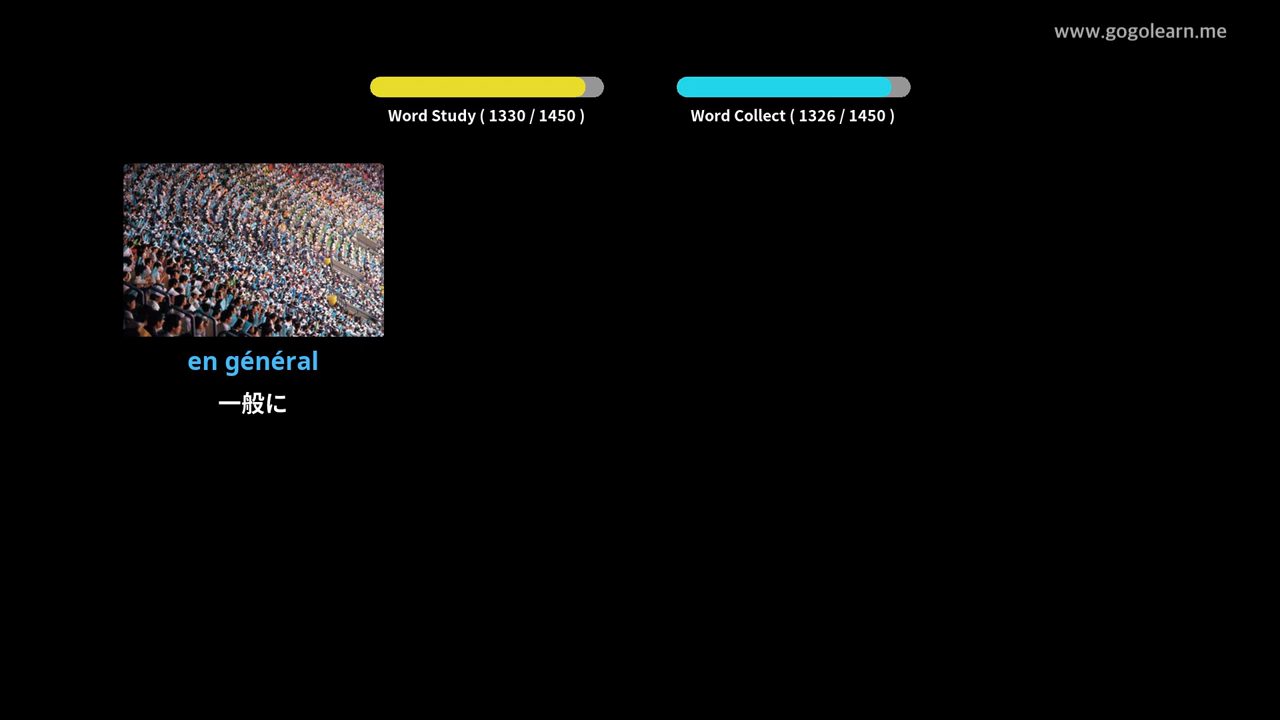 www.gogolearn.me
Word Study ( 1330 / 1450 )
Word Collect ( 1326 / 1450 )
en général
一般に